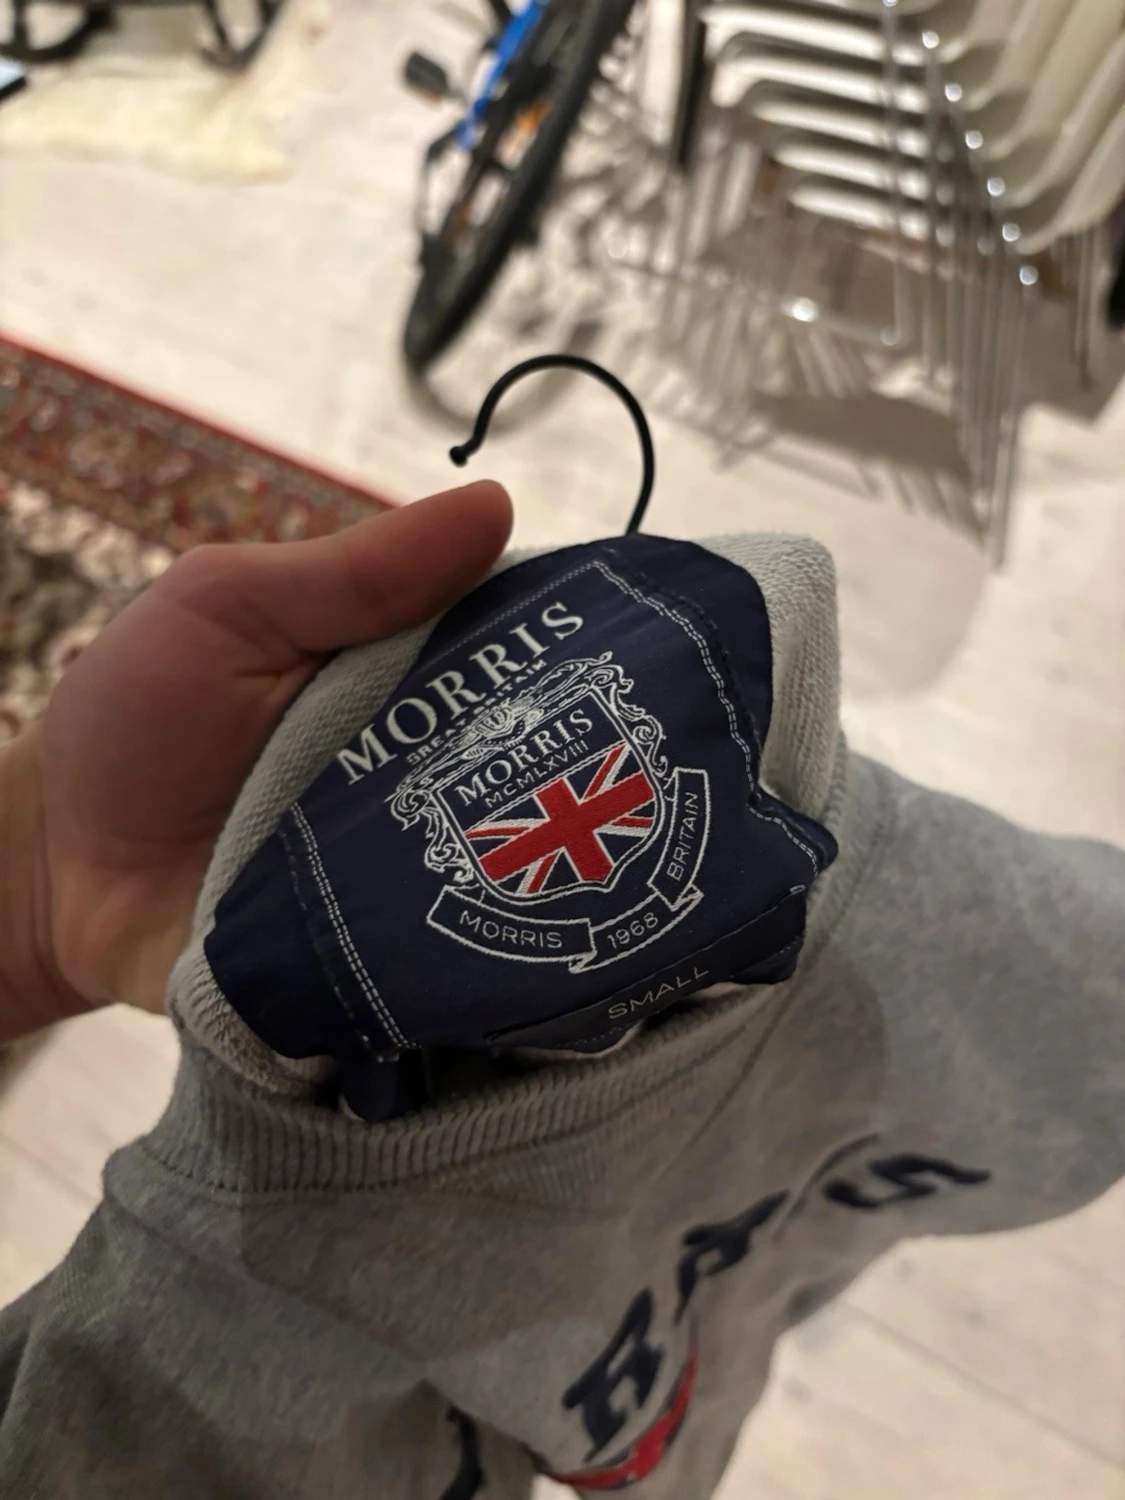 MORRIS
GREAT BRITAIN
MORRIS
MCMLXVIII
MORRIS 1968 BRITAIN
SMALL